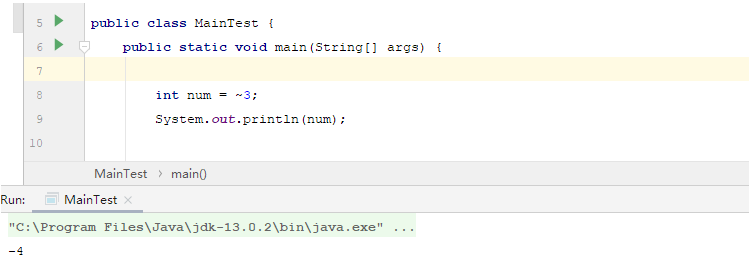 5 public class MainTest {
6 public static void main(String[] args) {
7
8 int num = ~3;
9 System.out.println(num);
10
MainTest > main()
Run: MainTest ×
"C:\Program Files\Java\jdk-13.0.2\bin\java.exe" ...
-4